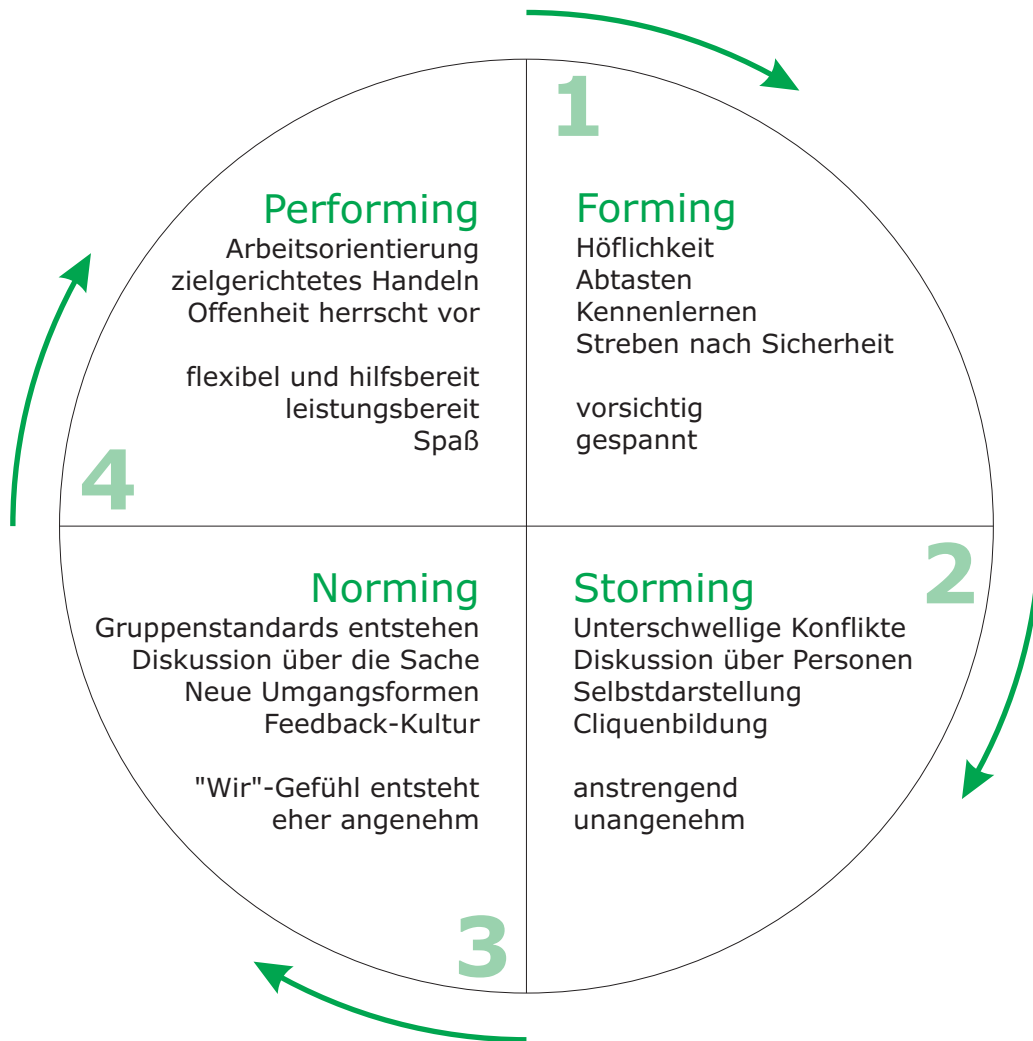 1
Forming
Höflichkeit
Abtasten
Kennenlernen
Streben nach Sicherheit
vorsichtig
gespannt
2
Storming
Unterschwellige Konflikte
Diskussion über Personen
Selbstdarstellung
Cliquenbildung
anstrengend
unangenehm
3
Norming
Gruppenstandards entstehen
Diskussion über die Sache
Neue Umgangsformen
Feedback-Kultur
"Wir"-Gefühl entsteht
eher angenehm
4
Performing
Arbeitsorientierung
zielgerichtetes Handeln
Offenheit herrscht vor
flexibel und hilfsbereit
leistungsbereit
Spaß